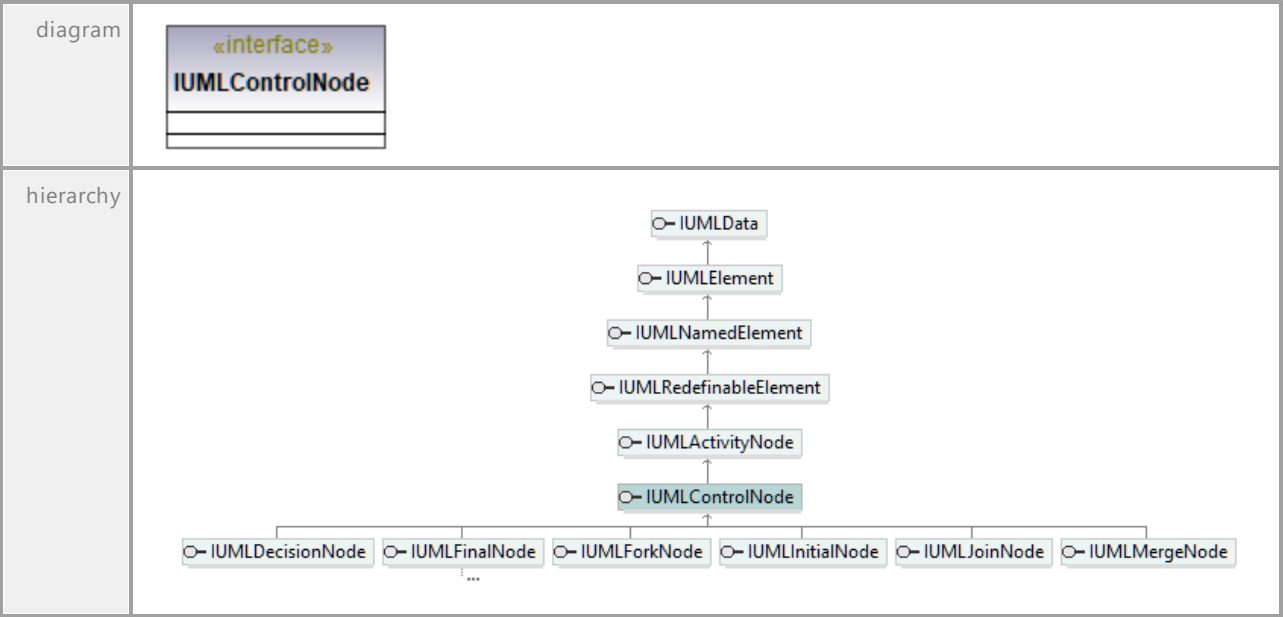 diagram
«interface»
IUMLControlNode
hierarchy
IUMLData
IUMLElement
IUMLNamedElement
IUMLRedefinableElement
IUMLActivityNode
IUMLControlNode
IUMLDecisionNode IUMLFinalNode IUMLForkNode IUMLInitialNode IUMLJoinNode IUMLMergeNode
...